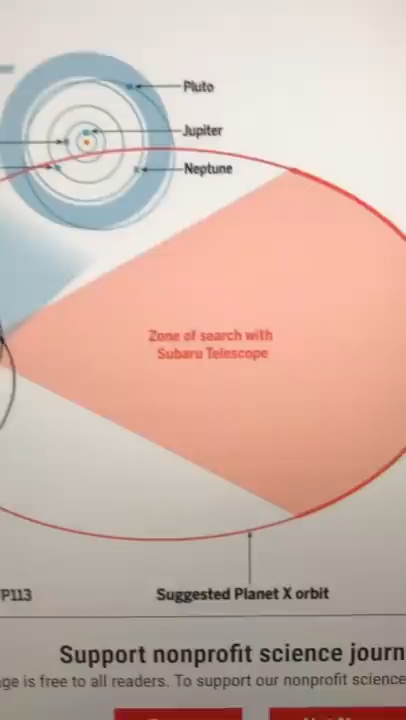 Pluto
Jupiter
Neptune
Zone of search with
Subaru Telescope
P113
Suggested Planet X orbit
Support nonprofit science journ
ge is free to all readers. To support our nonprofit science